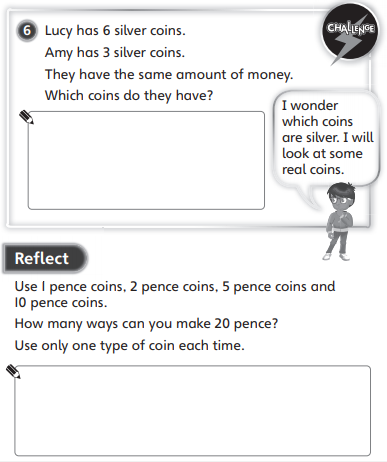 6 Lucy has 6 silver coins.
CHALLENGE
Amy has 3 silver coins.
They have the same amount of money.
Which coins do they have?
I wonder
which coins
are silver. I will
look at some
real coins.
Reflect
Use 1 pence coins, 2 pence coins, 5 pence coins and
10 pence coins.
How many ways can you make 20 pence?
Use only one type of coin each time.